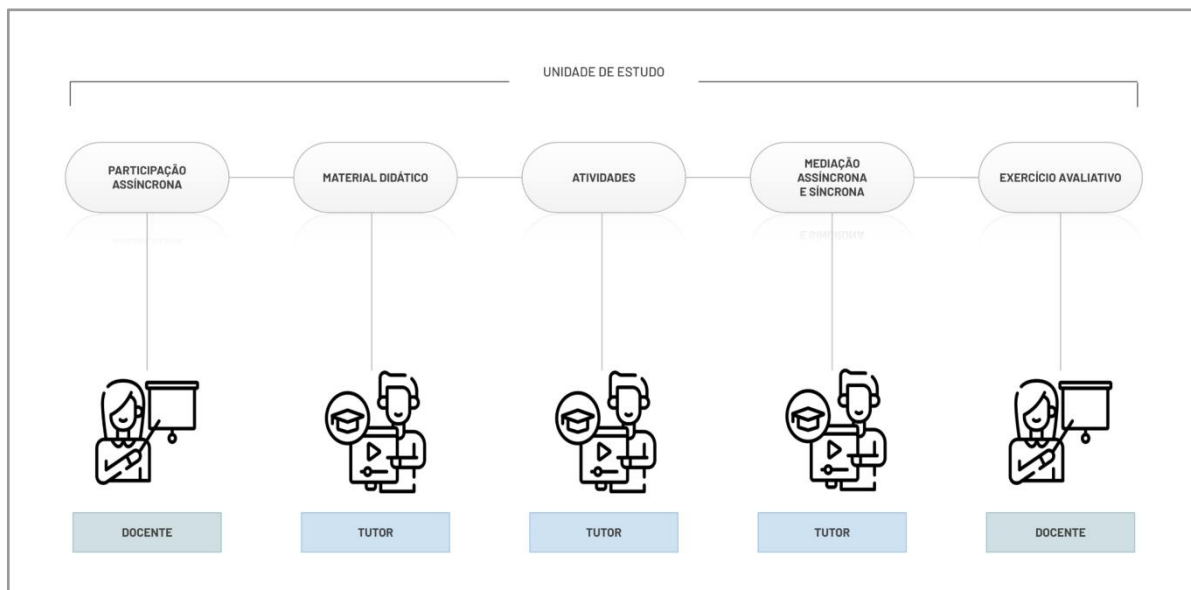 UNIDADE DE ESTUDO
PARTICIPAÇÃO
ASSÍNCRONA
MATERIAL DIDÁTICO
ATIVIDADES
MEDIAÇÃO
ASSÍNCRONA
E SÍNCRONA
EXERCÍCIO AVALIATIVO
DOCENTE
TUTOR
TUTOR
TUTOR
DOCENTE